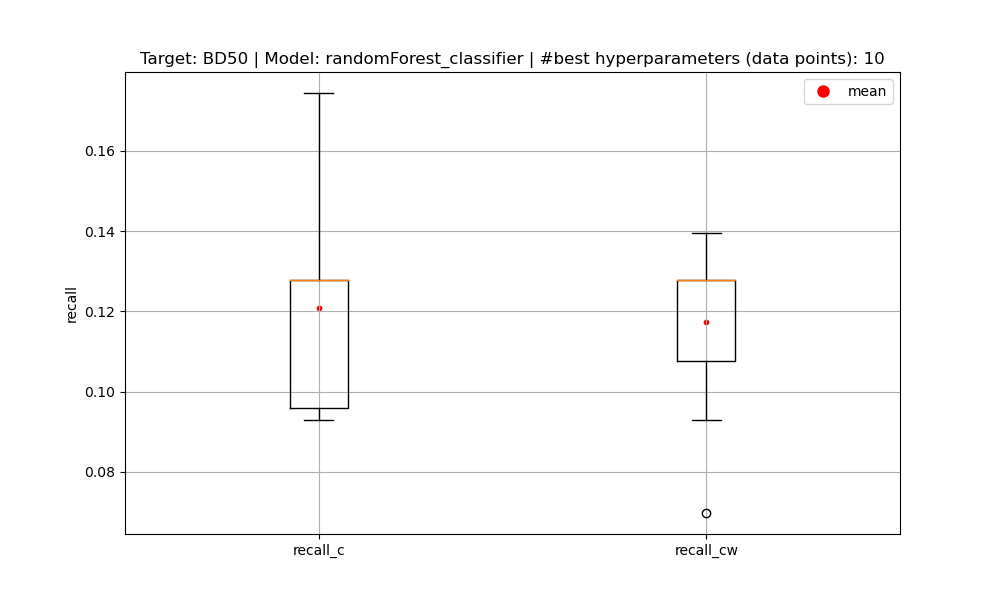 Target: BD50 | Model: randomForest_classifier | #best hyperparameters (data points): 10
mean
0.16
0.14
0.12
0.10
0.08
recall
recall_c
recall_cw